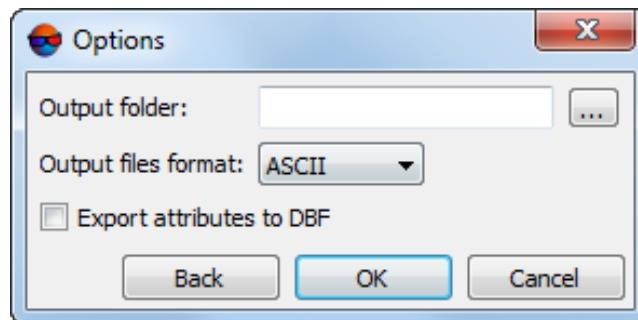 Options
Output folder:
...
Output files format: ASCII
Export attributes to DBF
Back OK Cancel